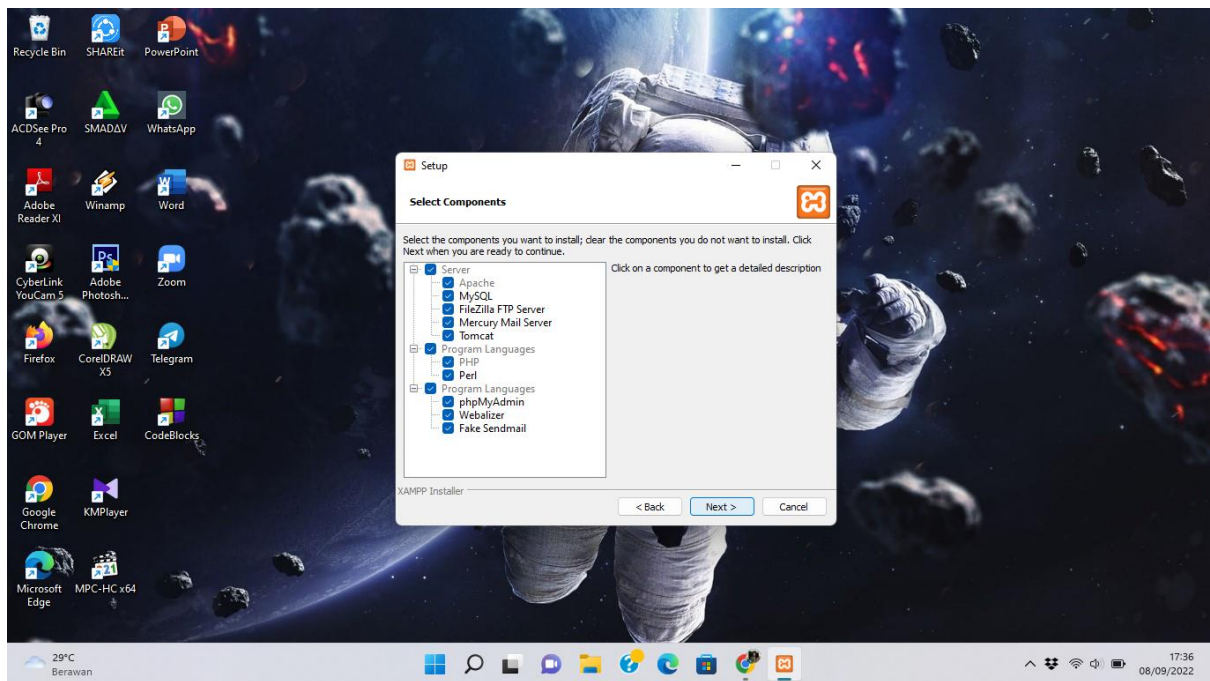 Recycle Bin
SHAREit
PowerPoint
ACDSee Pro
4
SMADΔV
WhatsApp
Adobe
Reader XI
Winamp
Word
CyberLink
YouCam 5
Adobe
Photosh...
Zoom
Firefox
CorelDRAW
X5
Telegram
GOM Player
Excel
CodeBlocks
Google
Chrome
KMPlayer
Microsoft
Edge
MPC-HC x64
Setup
Select Components
Select the components you want to install; clear the components you do not want to install. Click
Next when you are ready to continue.
Server
Apache
MySQL
FileZilla FTP Server
Mercury Mail Server
Tomcat
Program Languages
PHP
Perl
Program Languages
phpMyAdmin
Webalizer
Fake Sendmail
Click on a component to get a detailed description
XAMPP Installer
< Back
Next >
Cancel
29°C
Berawan
17:36
08/09/2022